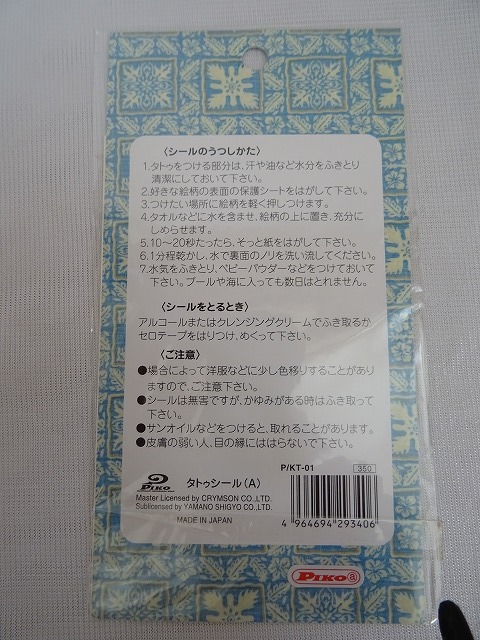 〈シールのうつしかた〉
1.タトゥをつける部分は、汗や油など水分をふきとり
清潔にしておいて下さい。
2.好きな絵柄の表面の保護シートをはがして下さい。
3.つけたい場所に絵柄を軽く押しつけます。
4.タオルなどに水を含ませ、絵柄の上に置き、充分に
しめらせます。
5.10〜20秒たったら、そっと紙をはがして下さい。
6.1分程乾かし、水で裏面のノリを洗い流してください。
7.水気をふきとり、ベビーパウダーなどをつけておいて
下さい。プールや海に入っても数日はとれません。
〈シールをとるとき〉
アルコールまたはクレンジングクリームでふき取るか
セロテープをはりつけ、めくって下さい。
〈ご注意〉
●場合によって洋服などに少し色移りすることがあり
ますので、ご注意下さい。
●シールは無害ですが、かゆみがある時はふき取って
下さい。
●サンオイルなどをつけると、取れることがあります。
●皮膚の弱い人、目の縁にははらないで下さい。
P/KT-01 350
PIKO タトゥシール(A)
Master Licensed by CRYMSON CO.,LTD.
Sublicensed by YAMANO SHIGYO CO.,LTD.
MADE IN JAPAN
4 964694 293406
PIKO a